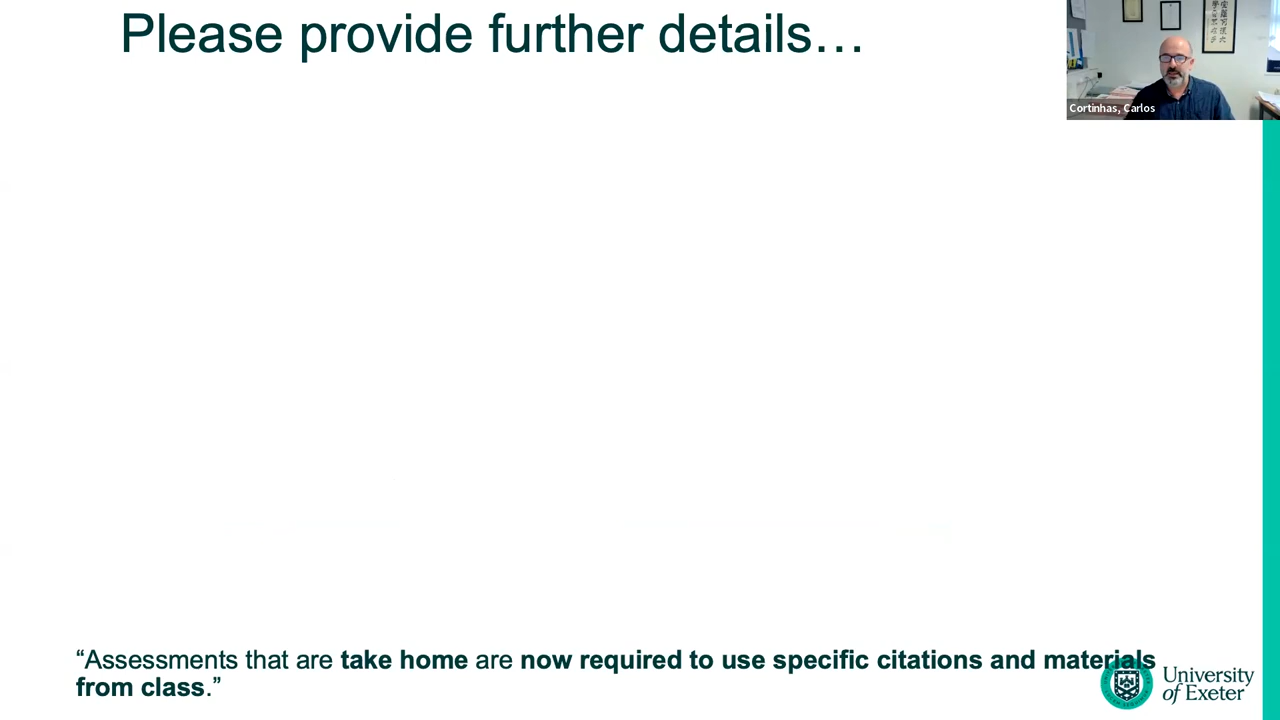 Please provide further details…
Cortinhas, Carlos
“Assessments that are take home are now required to use specific citations and materials
from class.”
University
of Exeter